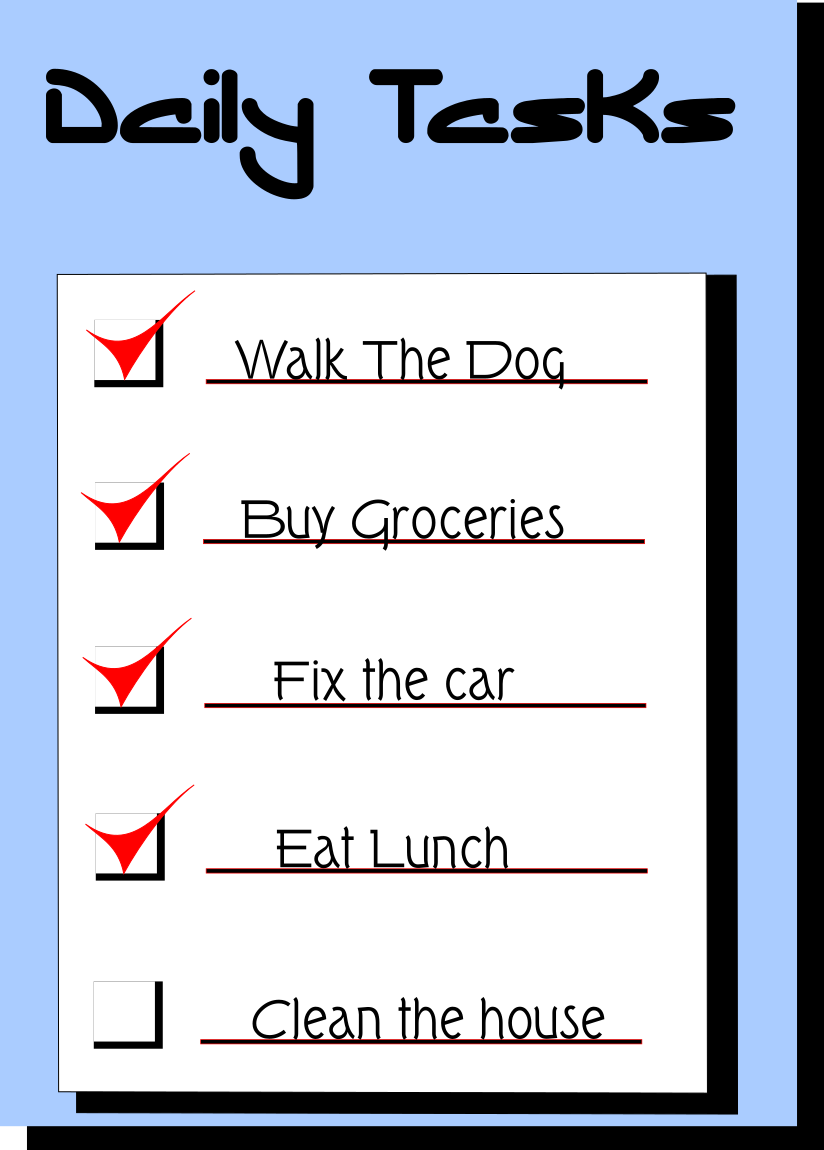 Daily Tasks
Walk The Dog
Buy Groceries
Fix the car
Eat Lunch
Clean the house